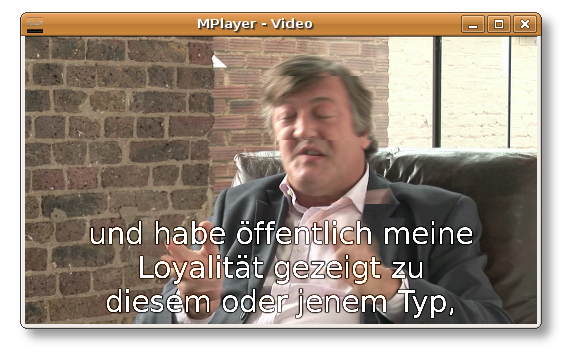 MPlayer - Video
und habe öffentlich meine
Loyalität gezeigt zu
diesem oder jenem Typ,